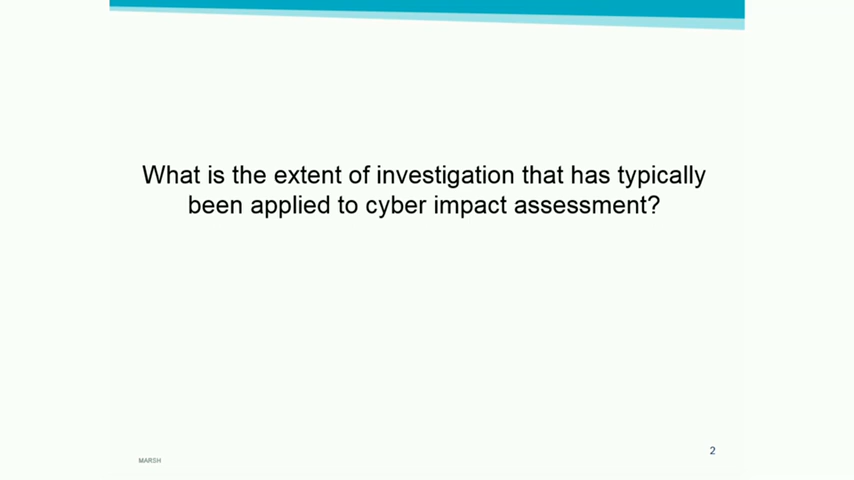 What is the extent of investigation that has typically
been applied to cyber impact assessment?
2
MARSH